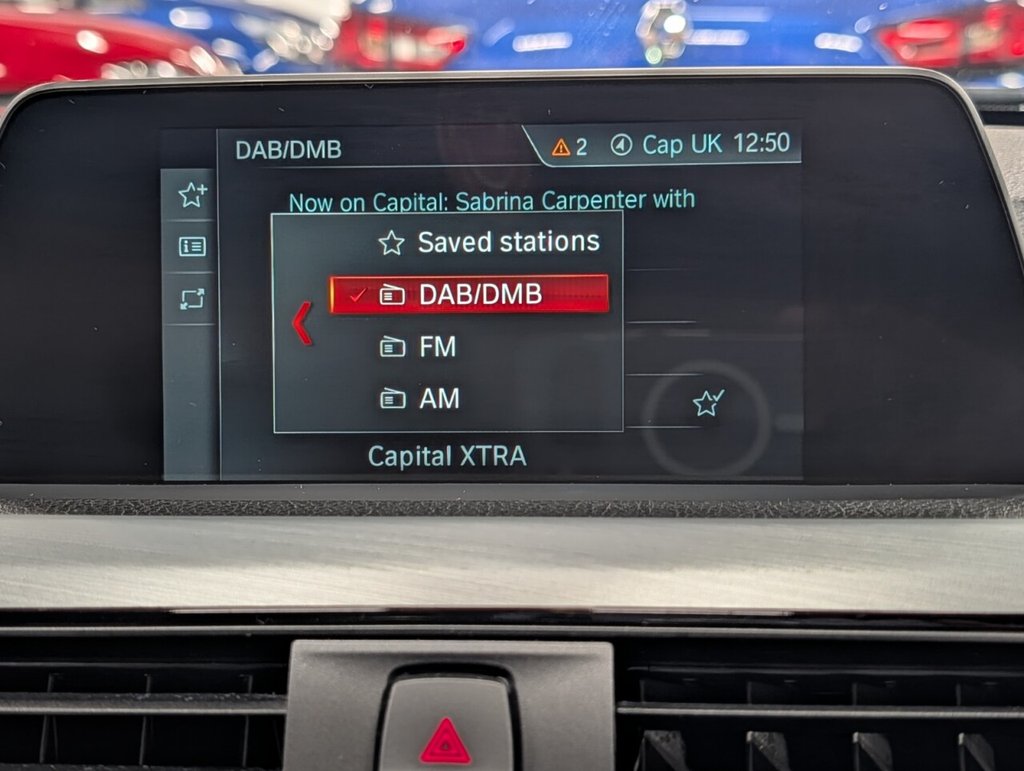 DAB/DMB
2 Cap UK 12:50
Now on Capital: Sabrina Carpenter with
Saved stations
DAB/DMB
FM
AM
Capital XTRA